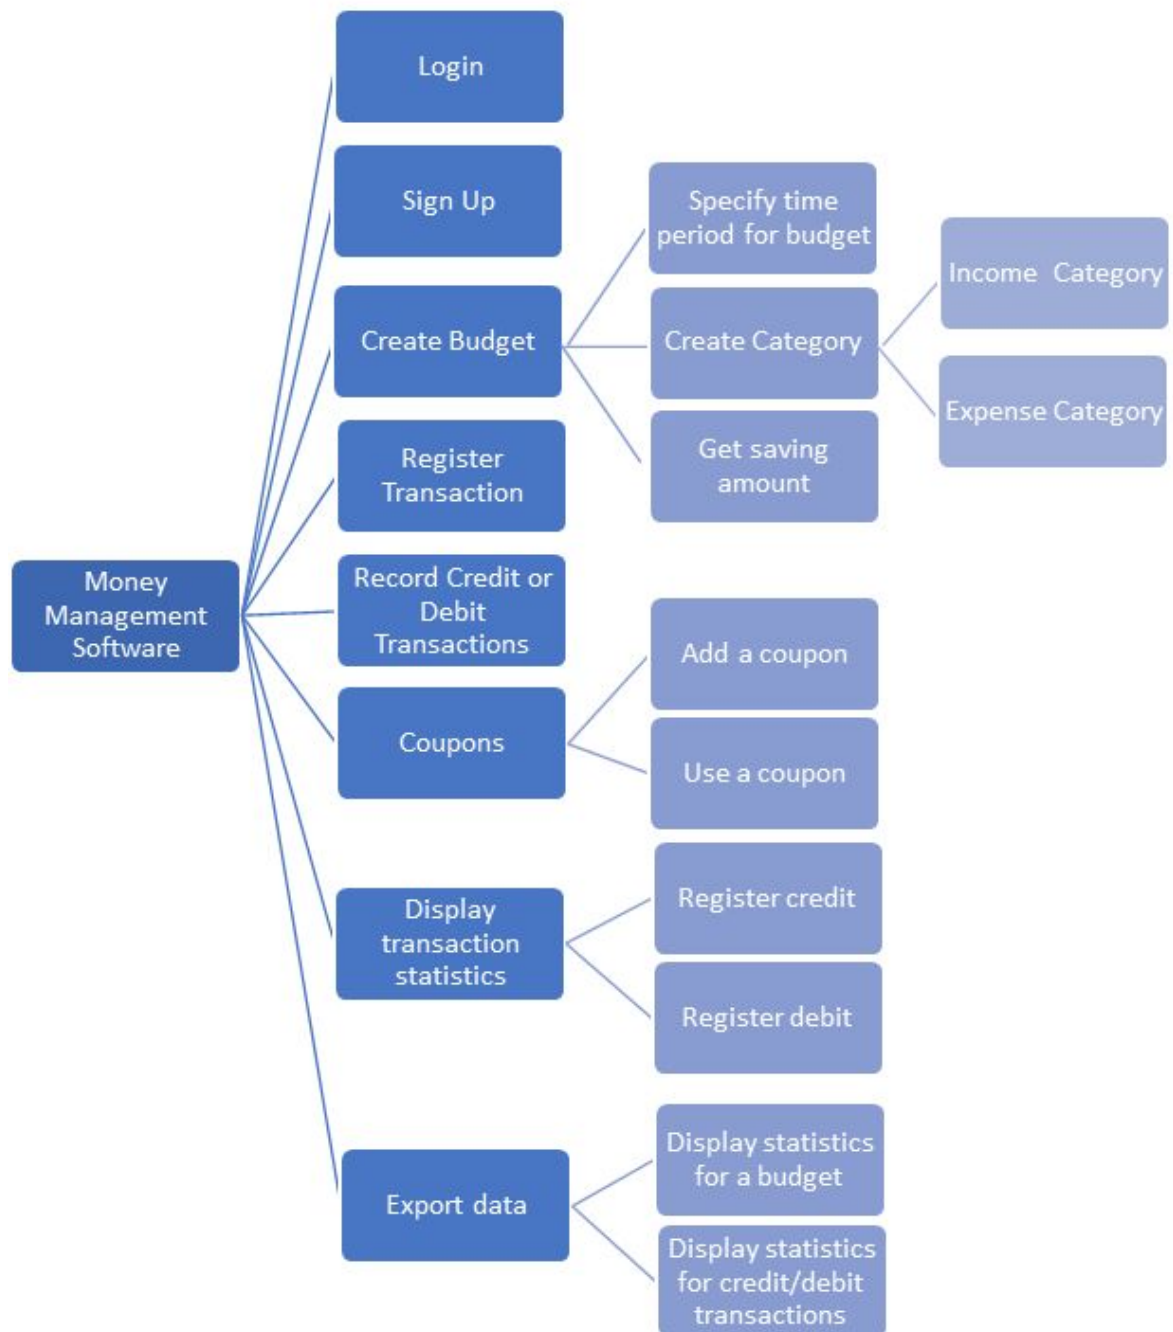 Login
Sign Up
Create Budget
Specify time
period for budget
Create Category
Get saving
amount
Income Category
Expense Category
Register
Transaction
Money
Management
Software
Record Credit or
Debit
Transactions
Coupons
Add a coupon
Use a coupon
Display
transaction
statistics
Register credit
Register debit
Export data
Display statistics
for a budget
Display statistics
for credit/debit
transactions